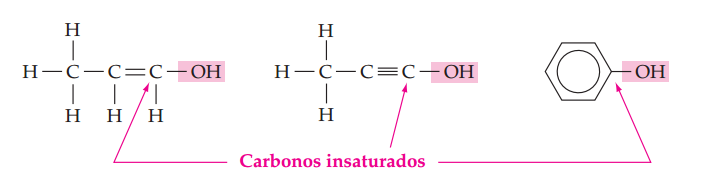 H H
H—C—C=C—OH H—C—C≡C—OH —OH
H H H H
Carbonos insaturados